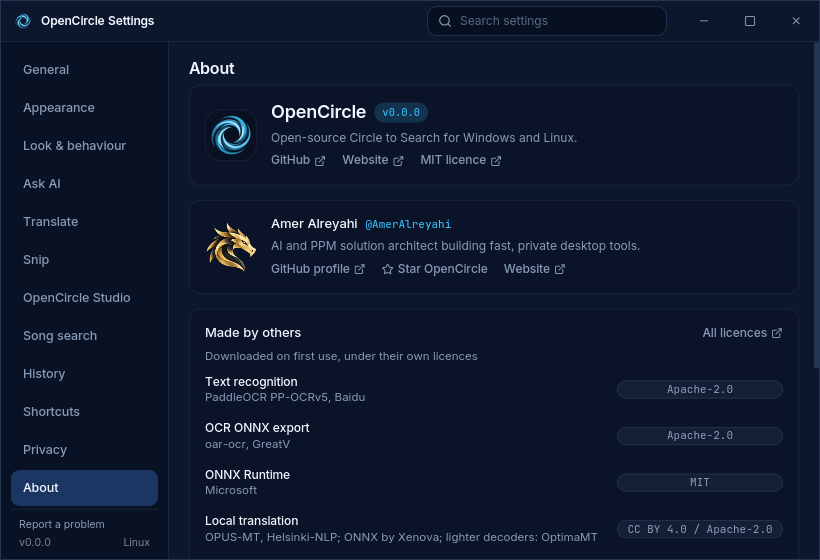 OpenCircle Settings
Search settings
General
Appearance
Look & behaviour
Ask AI
Translate
Snip
OpenCircle Studio
Song search
History
Shortcuts
Privacy
About
Report a problem
v0.0.0 Linux
About
OpenCircle v0.0.0
Open-source Circle to Search for Windows and Linux.
GitHub Website MIT licence
Amer Alreyahi @AmerAlreyahi
AI and PPM solution architect building fast, private desktop tools.
GitHub profile Star OpenCircle Website
Made by others All licences
Downloaded on first use, under their own licences
Text recognition
PaddleOCR PP-OCRv5, Baidu
Apache-2.0
OCR ONNX export
oar-ocr, GreatV
Apache-2.0
ONNX Runtime
Microsoft
MIT
Local translation
OPUS-MT, Helsinki-NLP; ONNX by Xenova; lighter decoders: OptimaMT
CC BY 4.0 / Apache-2.0